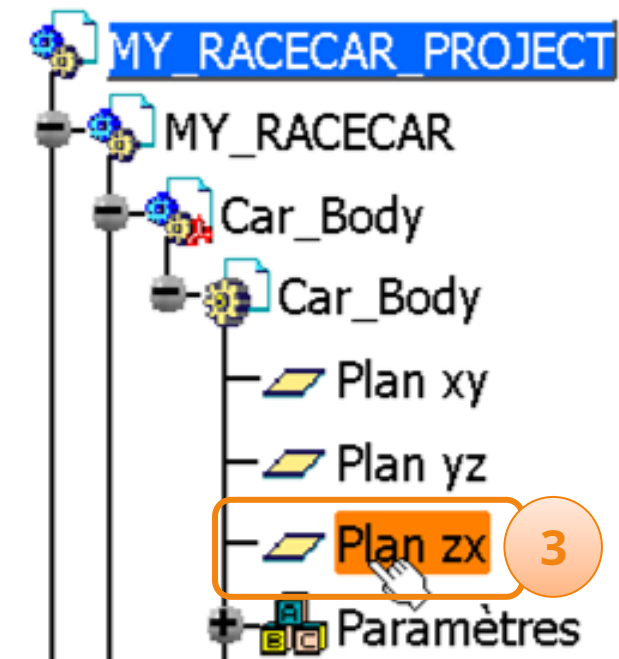 MY_RACECAR_PROJECT
MY_RACECAR
Car_Body
Car_Body
Plan xy
Plan yz
Plan zx 3
A
B C Paramètres